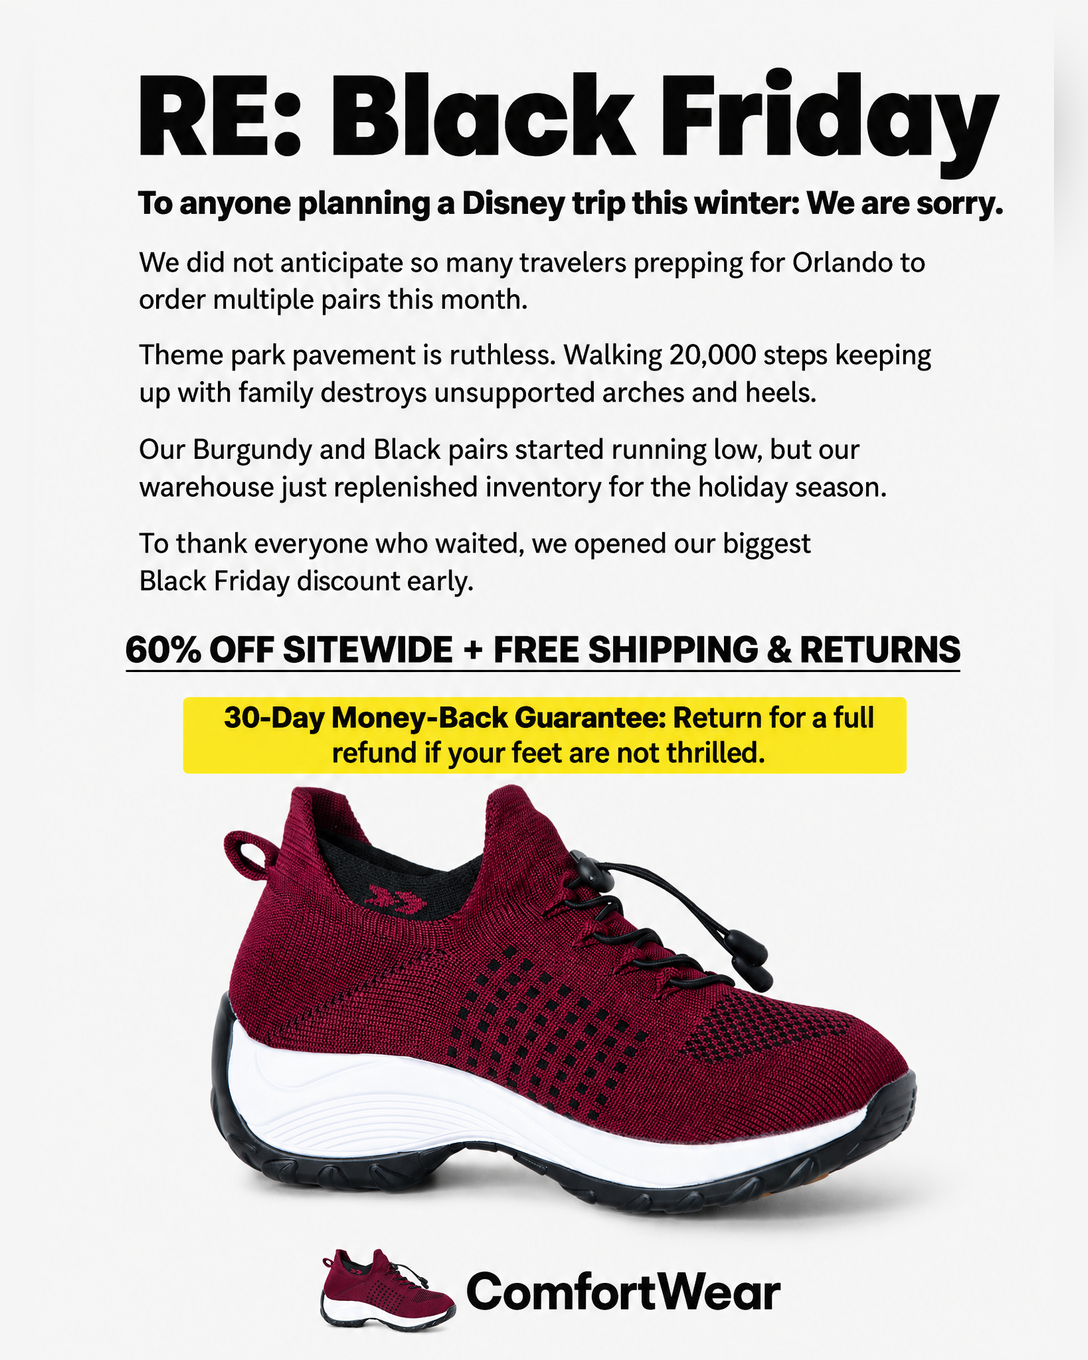 RE: Black Friday
To anyone planning a Disney trip this winter: We are sorry.
We did not anticipate so many travelers prepping for Orlando to
order multiple pairs this month.
Theme park pavement is ruthless. Walking 20,000 steps keeping
up with family destroys unsupported arches and heels.
Our Burgundy and Black pairs started running low, but our
warehouse just replenished inventory for the holiday season.
To thank everyone who waited, we opened our biggest
Black Friday discount early.
60% OFF SITEWIDE + FREE SHIPPING & RETURNS
30-Day Money-Back Guarantee: Return for a full
refund if your feet are not thrilled.
ComfortWear